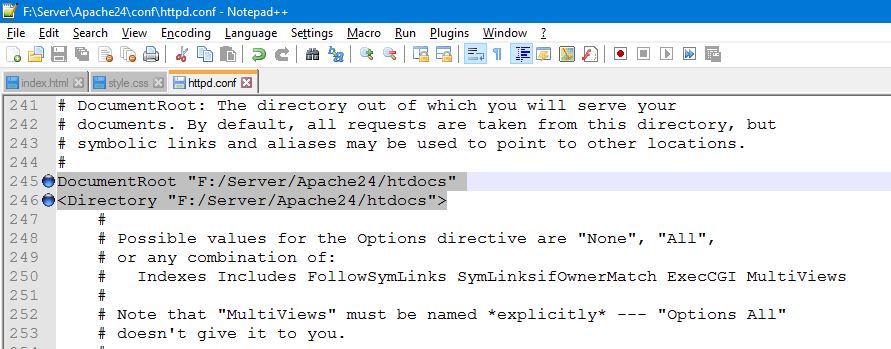 F:\Server\Apache24\conf\httpd.conf - Notepad++
File Edit Search View Encoding Language Settings Macro Run Plugins Window ?
index.html style.css httpd.conf
241 # DocumentRoot: The directory out of which you will serve your
242 # documents. By default, all requests are taken from this directory, but
243 # symbolic links and aliases may be used to point to other locations.
244 #
245 DocumentRoot "F:/Server/Apache24/htdocs"
246 <Directory "F:/Server/Apache24/htdocs">
247 #
248 # Possible values for the Options directive are "None", "All",
249 # or any combination of:
250 # Indexes Includes FollowSymLinks SymLinksifOwnerMatch ExecCGI MultiViews
251 #
252 # Note that "MultiViews" must be named *explicitly* --- "Options All"
253 # doesn't give it to you.